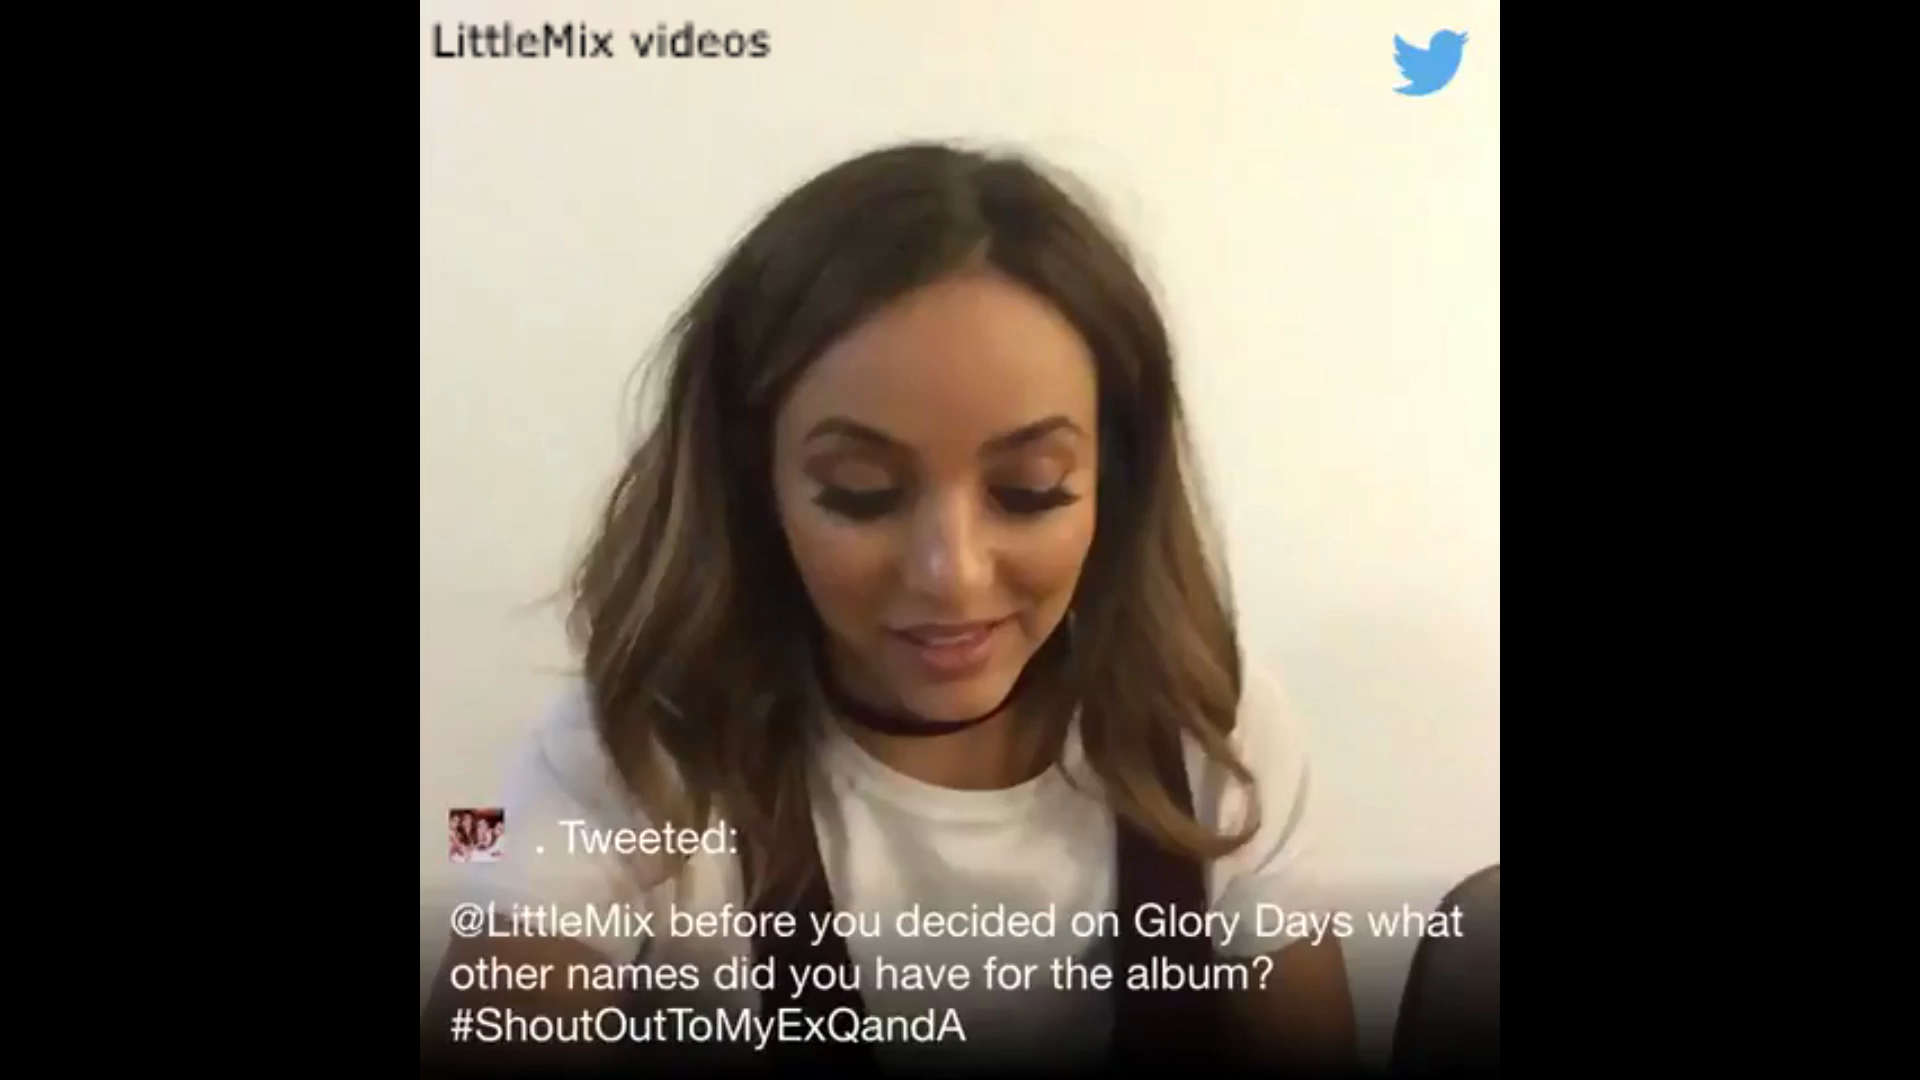 LittleMix videos
. Tweeted:
@LittleMix before you decided on Glory Days what
other names did you have for the album?
#ShoutOutToMyExQandA